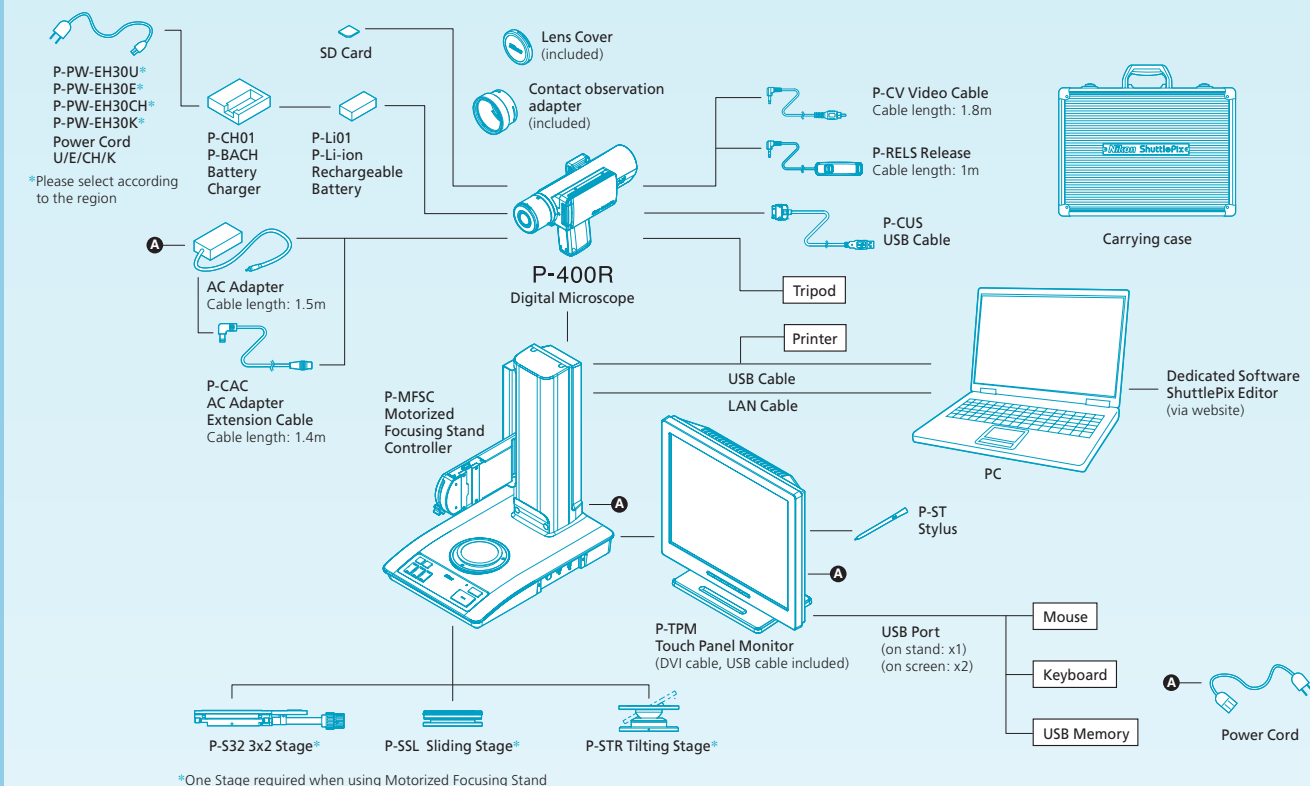 P-PW-EH30U*
P-PW-EH30E*
P-PW-EH30CH*
P-PW-EH30K*
Power Cord
U/E/CH/K
*Please select according
to the region
P-CH01
P-BACH
Battery
Charger
P-Li01
P-Li-ion
Rechargeable
Battery
SD Card
Lens Cover
(included)
Contact observation
adapter
(included)
P-CV Video Cable
Cable length: 1.8m
P-RELS Release
Cable length: 1m
P-CUS
USB Cable
Nikon ShuttlePix
Carrying case
A
AC Adapter
Cable length: 1.5m
P-CAC
AC Adapter
Extension Cable
Cable length: 1.4m
P-400R
Digital Microscope
Tripod
Printer
USB Cable
LAN Cable
PC
Dedicated Software
ShuttlePix Editor
(via website)
P-MFSC
Motorized
Focusing Stand
Controller
A
P-ST
Stylus
A
P-TPM
Touch Panel Monitor
(DVI cable, USB cable included)
USB Port
(on stand: x1)
(on screen: x2)
Mouse
Keyboard
USB Memory
A
Power Cord
P-S32 3x2 Stage*
P-SSL Sliding Stage*
P-STR Tilting Stage*
*One Stage required when using Motorized Focusing Stand